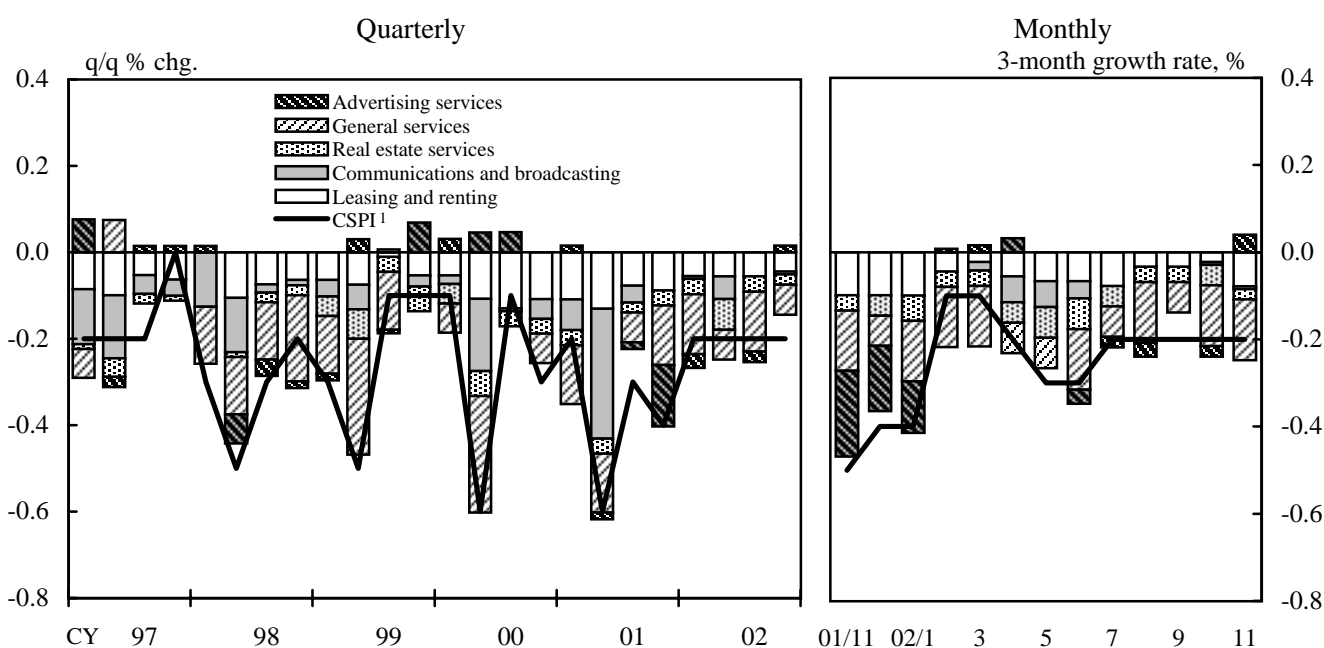 Quarterly
Monthly
q/q % chg.
3-month growth rate, %
0.4
0.2
0.0
-0.2
-0.4
-0.6
-0.8
Advertising services
General services
Real estate services
Communications and broadcasting
Leasing and renting
CSPI 1
0.4
0.2
0.0
-0.2
-0.4
-0.6
-0.8
CY 97 98 99 00 01 02
01/11 02/1 3 5 7 9 11